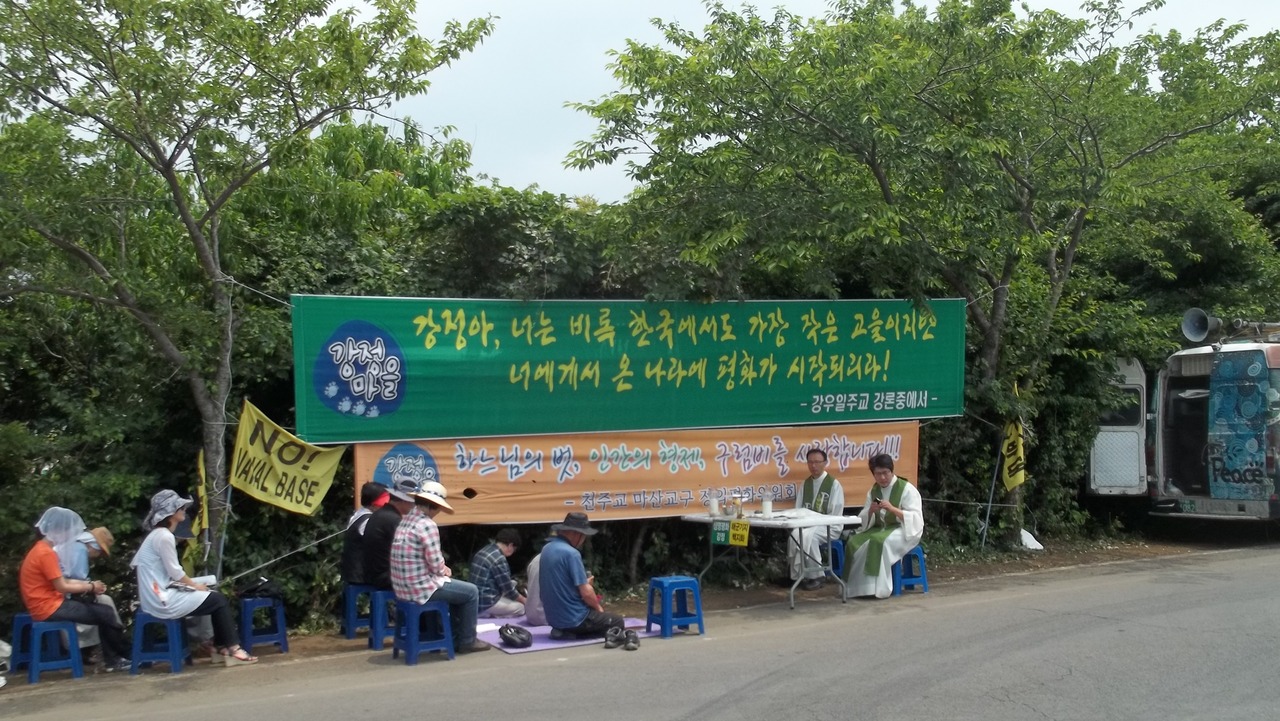 강정아, 너는 비록 한국에서도 가장 작은 고을이지만
너에게서 온 나라에 평화가 시작되리라!
- 강우일주교 강론중에서 -
강정
마을
하느님의 벗, 인간의 형제, 구럼비를 사랑합니다!!!
- 천주교 마산교구
강정
NO!
NAVAL BASE
Peace